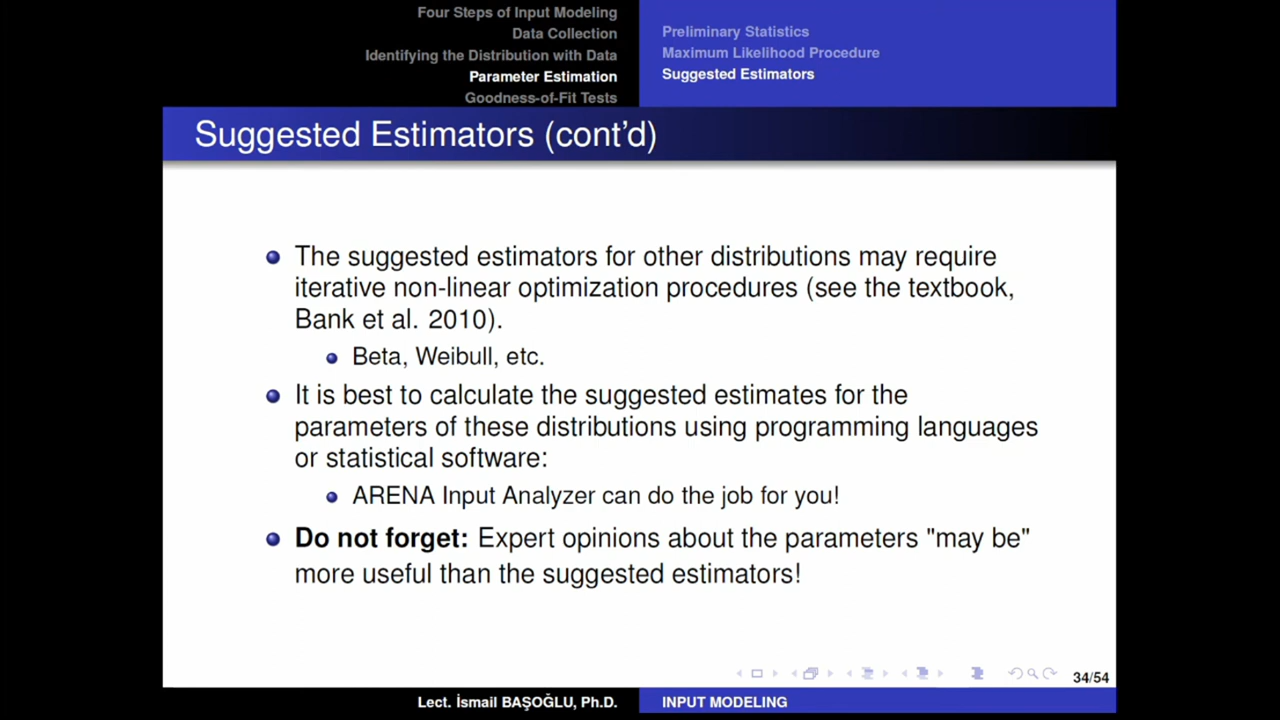 Four Steps of Input Modeling
Data Collection
Identifying the Distribution with Data
Parameter Estimation
Goodness-of-Fit Tests
Preliminary Statistics
Maximum Likelihood Procedure
Suggested Estimators
Suggested Estimators (cont'd)
The suggested estimators for other distributions may require
iterative non-linear optimization procedures (see the textbook,
Bank et al. 2010).
Beta, Weibull, etc.
It is best to calculate the suggested estimates for the
parameters of these distributions using programming languages
or statistical software:
ARENA Input Analyzer can do the job for you!
Do not forget: Expert opinions about the parameters "may be"
more useful than the suggested estimators!
34/54
Lect. İsmail BAŞOĞLU, Ph.D.
INPUT MODELING